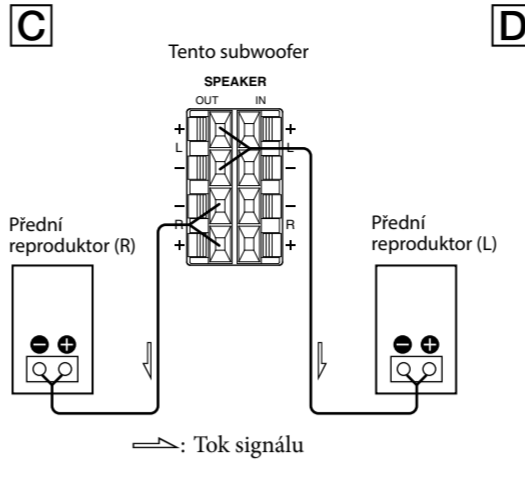 C
D
Tento subwoofer
SPEAKER
OUT IN
+ +
L L
− −
− −
R R
+ +
Přední
reproduktor (R)
Přední
reproduktor (L)
− +
− +
: Tok signálu